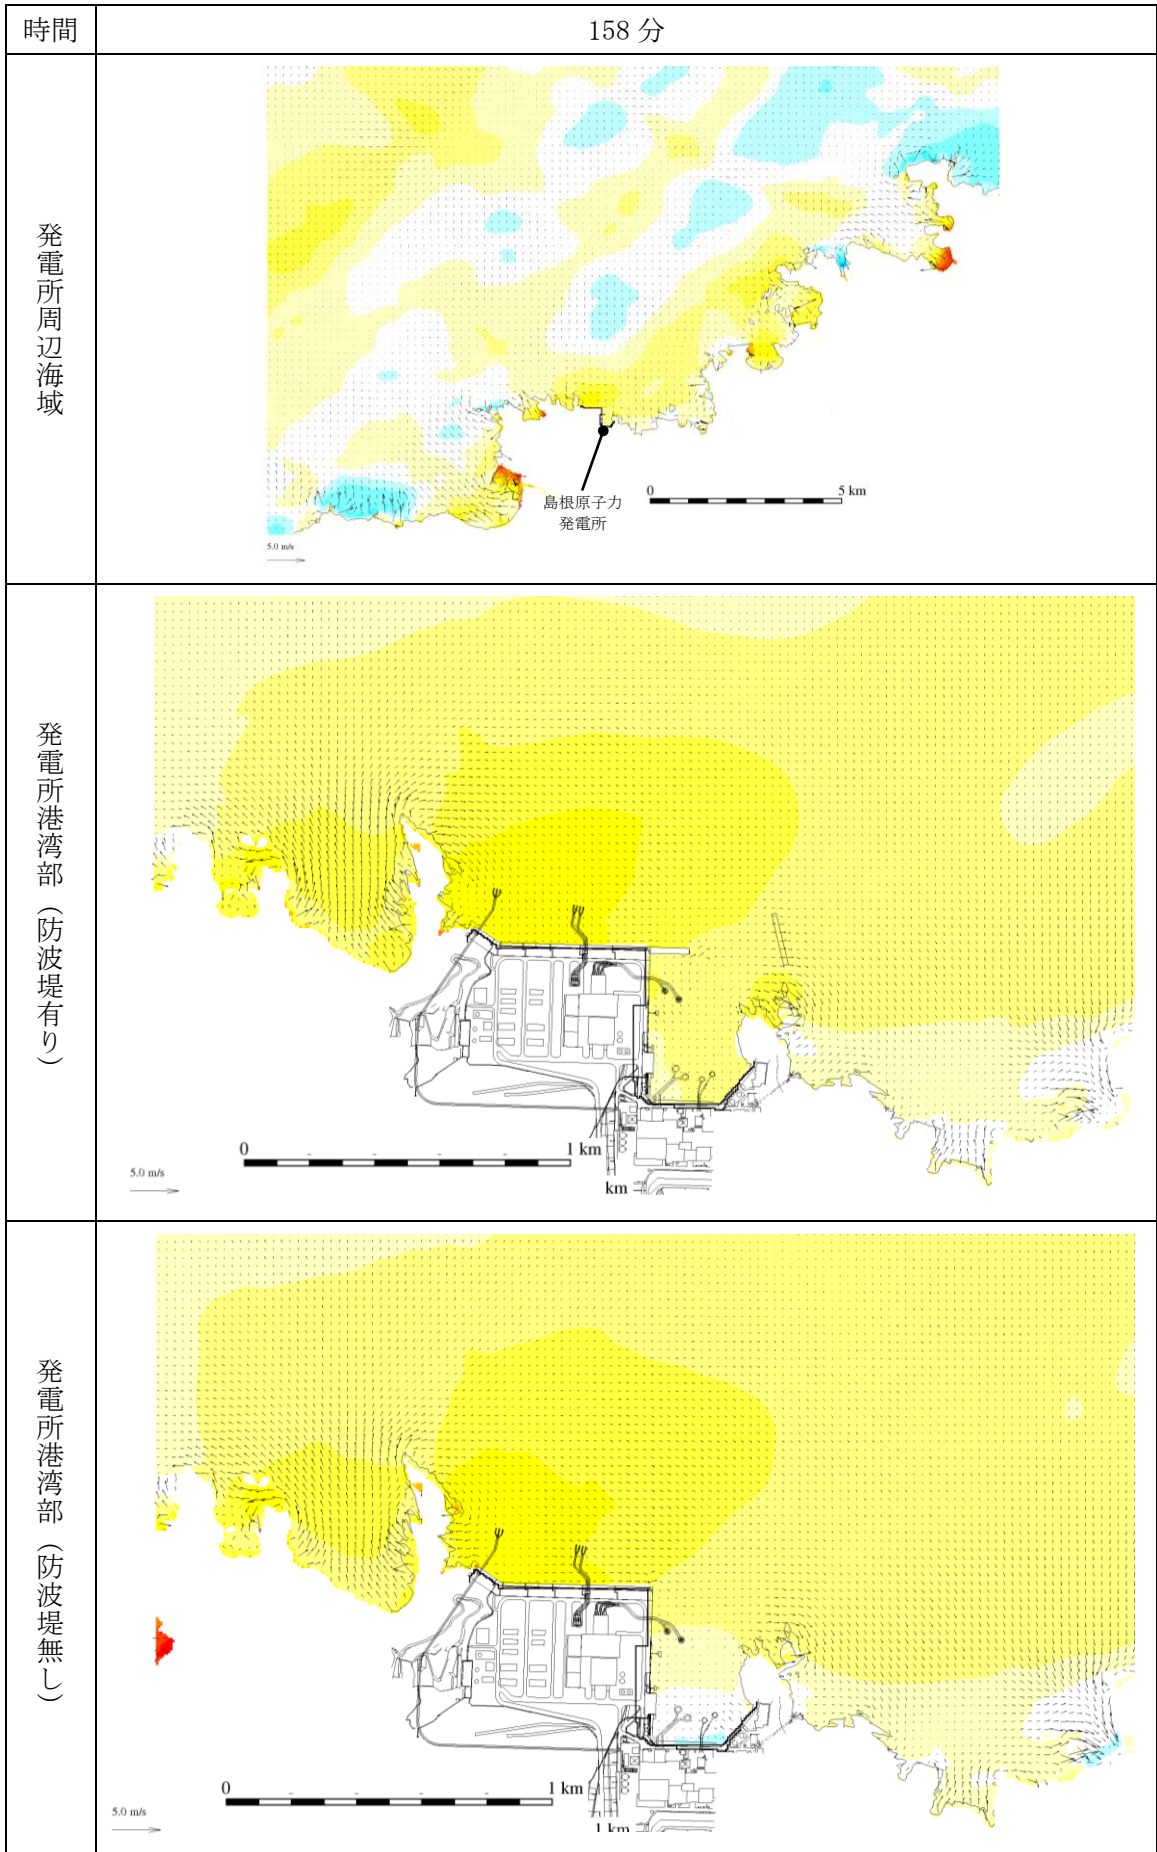 時間
158 分
発電所周辺海域
島根原子力
発電所
0
5 km
5.0 m/s
発電所港湾部（防波堤有り）
0
1 km
5.0 m/s
km
発電所港湾部（防波堤無し）
0
1 km
5.0 m/s
1 km